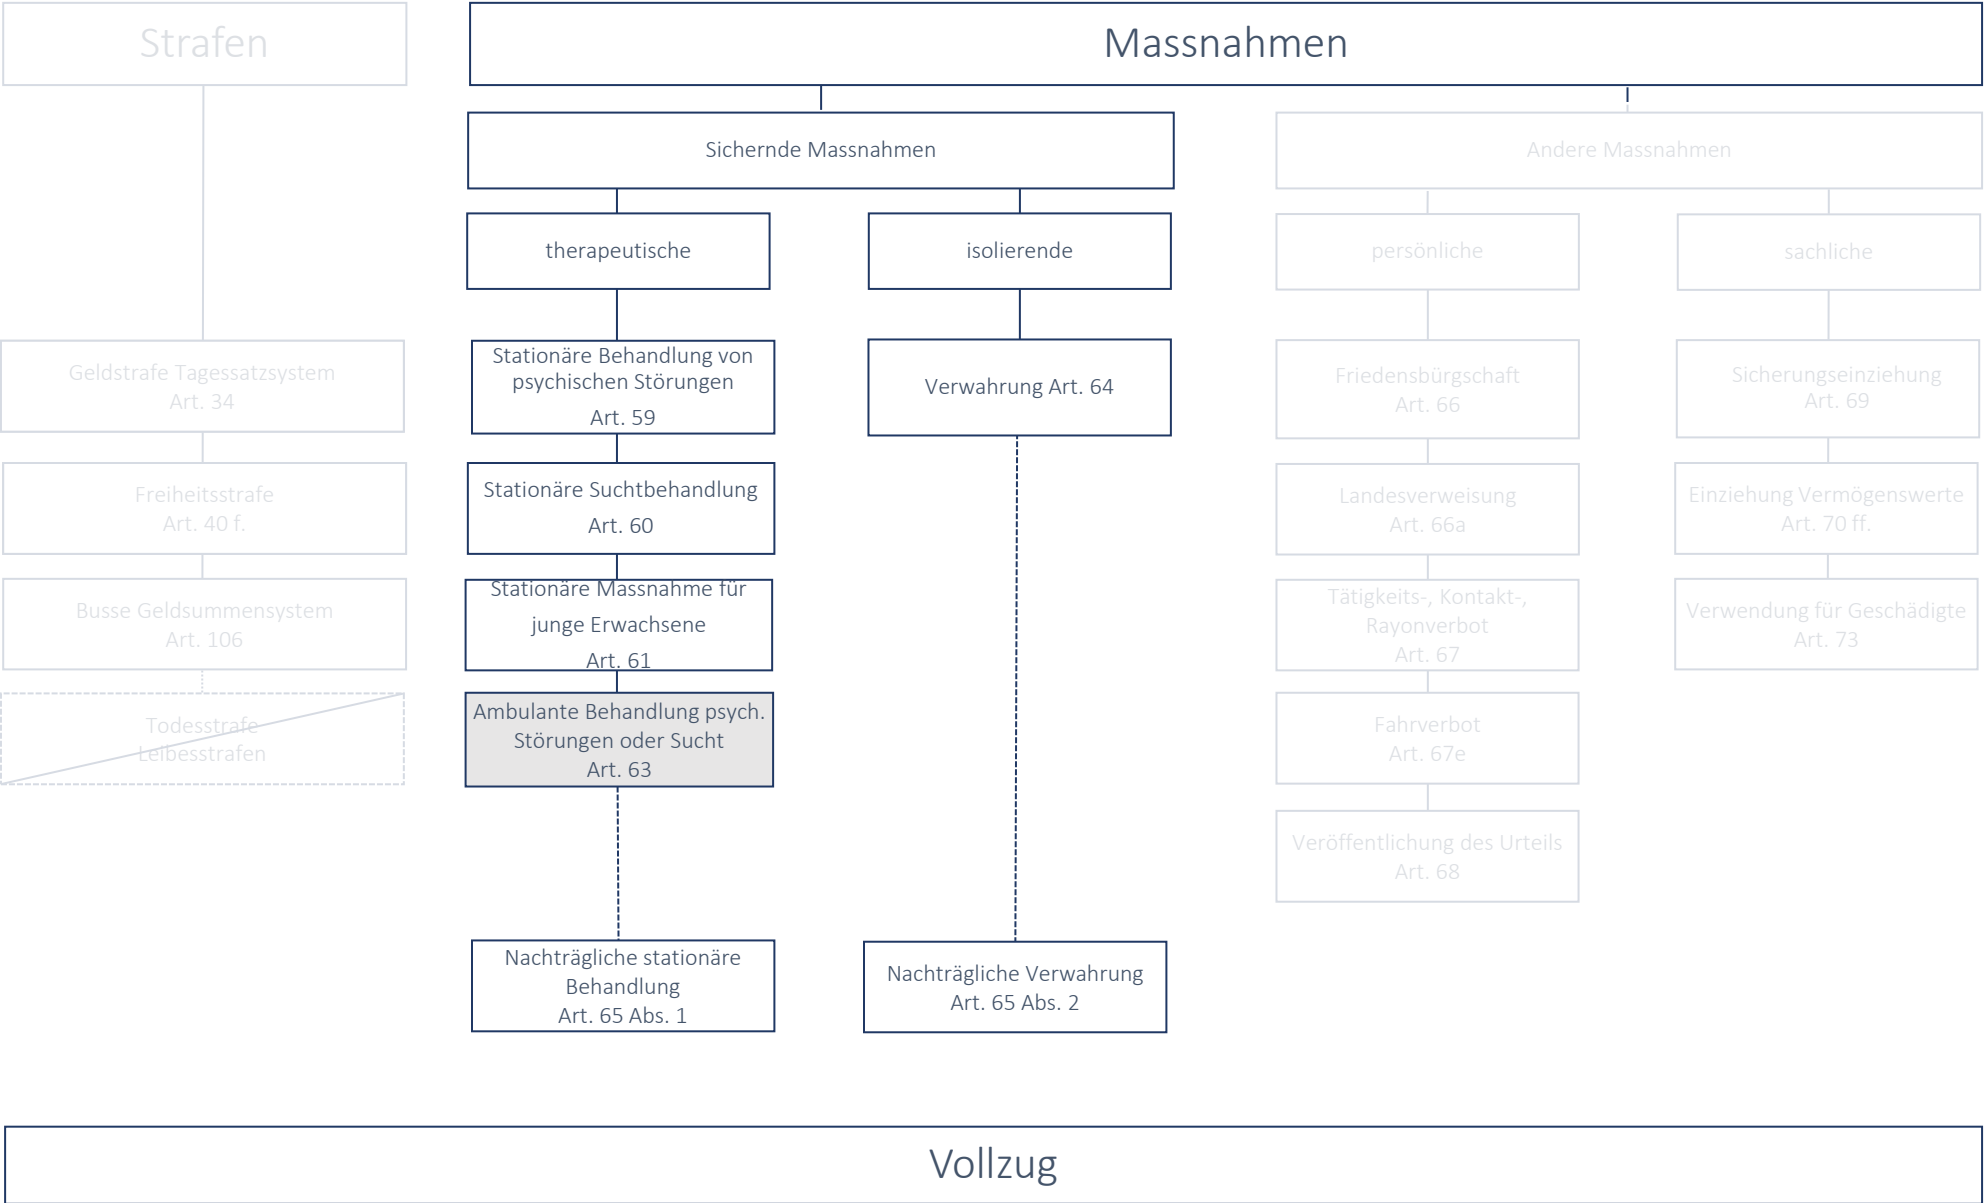 Strafen
Massnahmen
Sichernde Massnahmen
Andere Massnahmen
therapeutische
isolierende
persönliche
sachliche
Geldstrafe Tagessatzsystem
Art. 34
Freiheitsstrafe
Art. 40 f.
Busse Geldsummensystem
Art. 106
Todesstrafe
Leibesstrafen
Stationäre Behandlung von
psychischen Störungen
Art. 59
Stationäre Suchtbehandlung
Art. 60
Stationäre Massnahme für
junge Erwachsene
Art. 61
Ambulante Behandlung psych.
Störungen oder Sucht
Art. 63
Nachträgliche stationäre
Behandlung
Art. 65 Abs. 1
Verwahrung Art. 64
Nachträgliche Verwahrung
Art. 65 Abs. 2
Friedensbürgschaft
Art. 66
Landesverweisung
Art. 66a
Tätigkeits-, Kontakt-,
Rayonverbot
Art. 67
Fahrverbot
Art. 67e
Veröffentlichung des Urteils
Art. 68
Sicherungseinziehung
Art. 69
Einziehung Vermögenswerte
Art. 70 ff.
Verwendung für Geschädigte
Art. 73
Vollzug